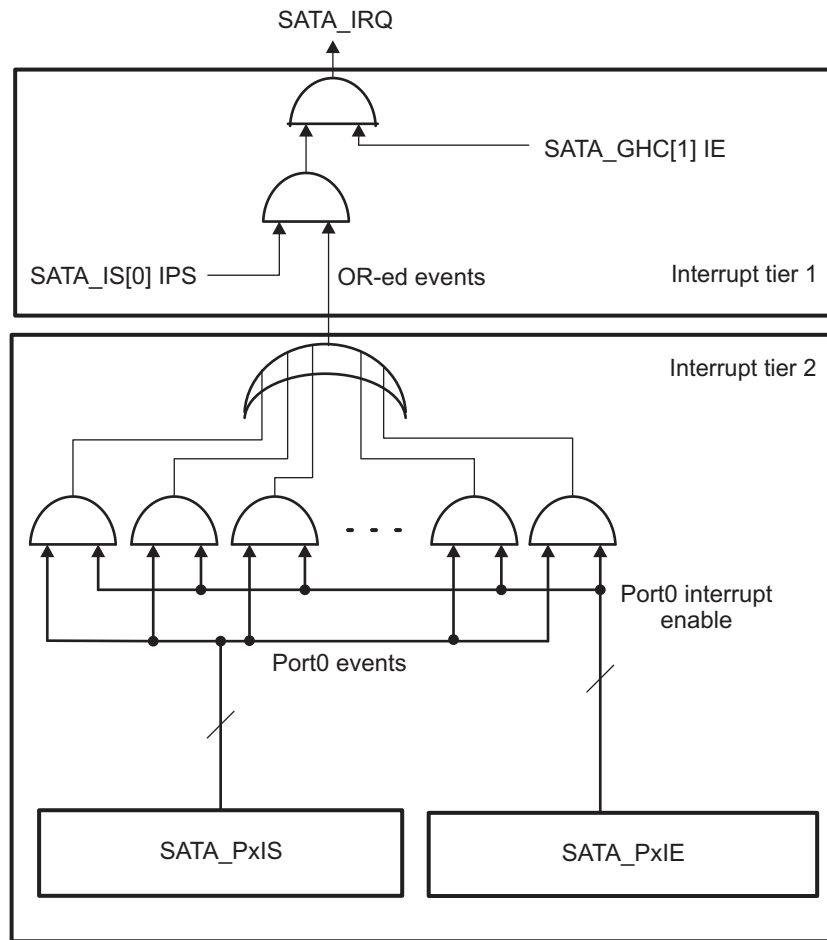 SATA_IRQ
SATA_GHC[1] IE
SATA_IS[0] IPS
OR-ed events
Interrupt tier 1
Interrupt tier 2
Port0 interrupt
enable
Port0 events
SATA_PxIS
SATA_PxIE